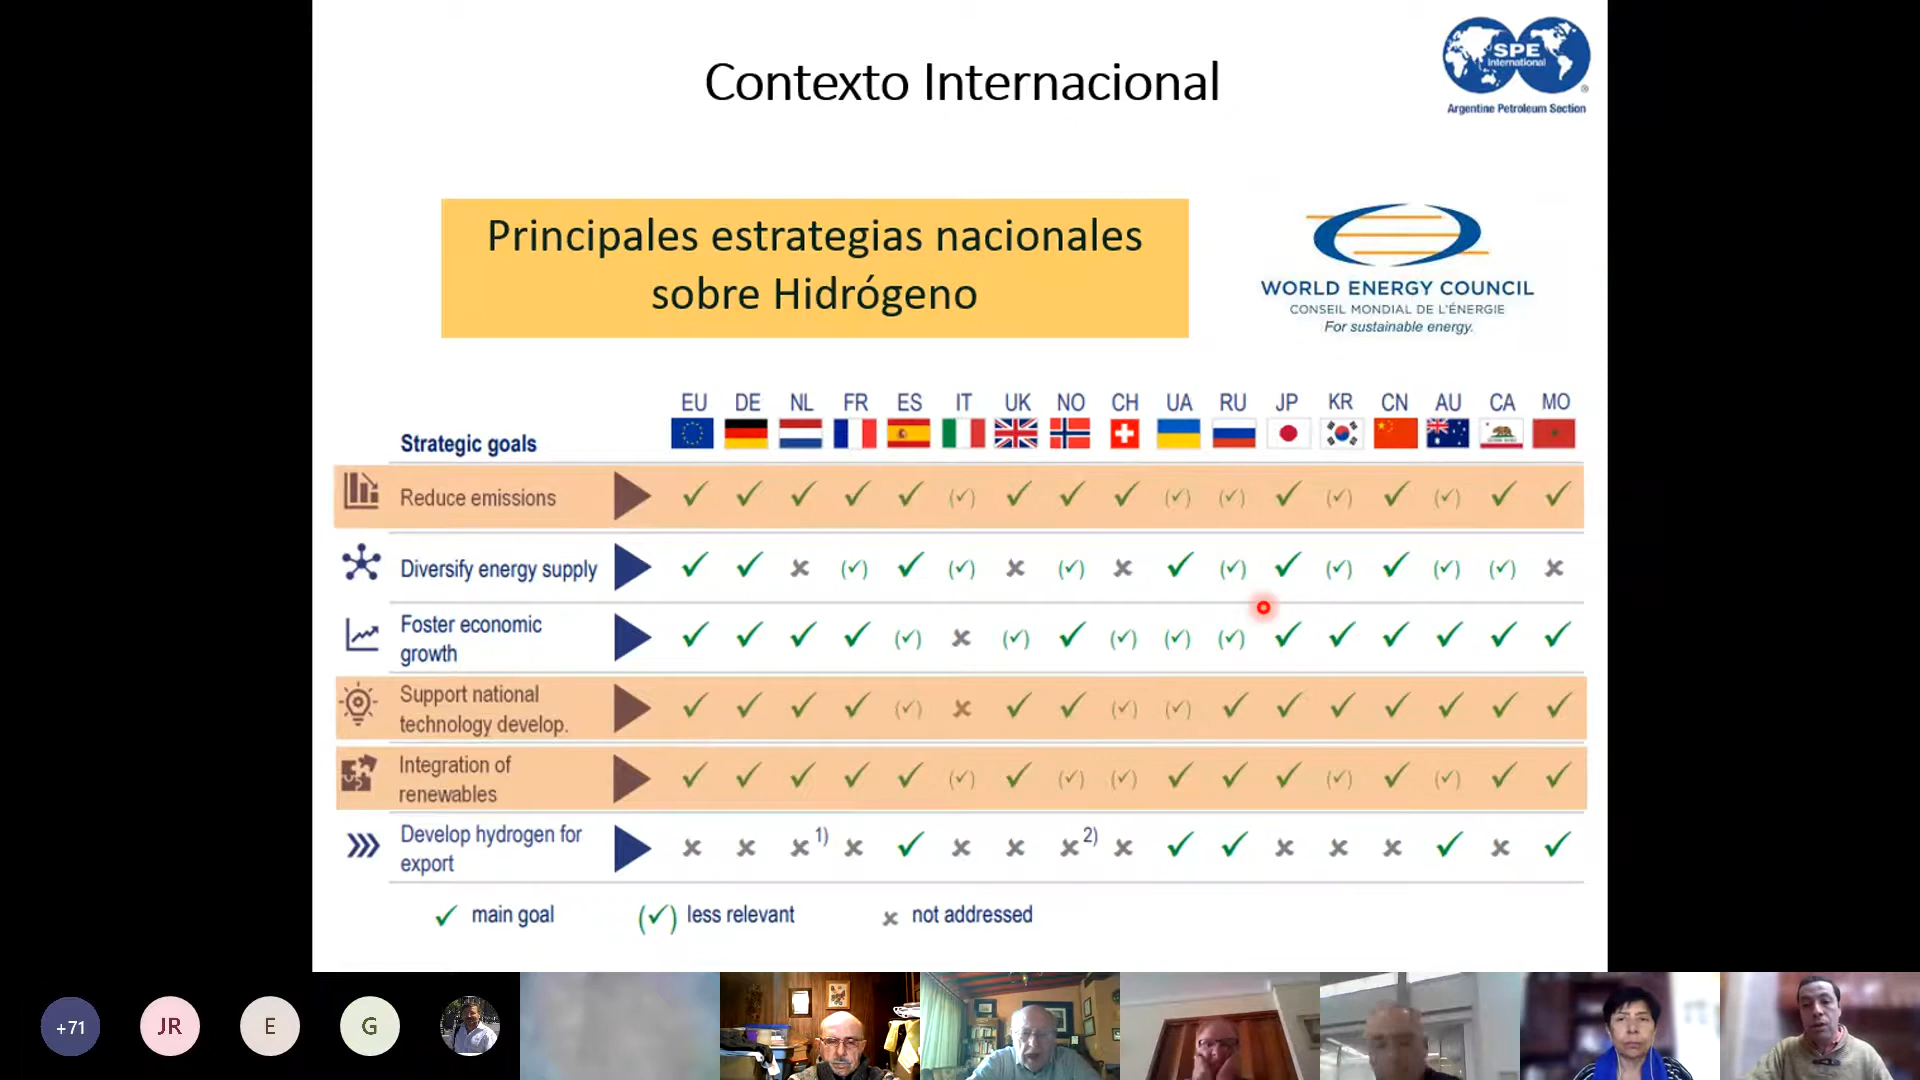 Contexto Internacional
SPE
International
®
Argentine Petroleum Section
Principales estrategias nacionales
sobre Hidrógeno
WORLD ENERGY COUNCIL
CONSEIL MONDIAL DE L'ÉNERGIE
For sustainable energy.
EU DE NL FR ES IT UK NO CH UA RU JP KR CN AU CA MO
Strategic goals
Reduce emissions ✓ ✓ ✓ ✓ ✓ (✓) ✓ ✓ ✓ (✓) (✓) ✓ (✓) ✓ (✓) ✓ ✓
Diversify energy supply ✓ ✓ ✗ (✓) ✓ (✓) ✗ (✓) ✗ ✓ (✓) ✓ (✓) ✓ (✓) (✓) ✗
Foster economic
growth ✓ ✓ ✓ ✓ (✓) ✗ (✓) ✓ (✓) (✓) (✓) ✓ ✓ ✓ ✓ ✓ ✓
Support national
technology develop. ✓ ✓ ✓ ✓ (✓) ✗ ✓ ✓ (✓) (✓) ✓ ✓ ✓ ✓ ✓ ✓ ✓
Integration of
renewables ✓ ✓ ✓ ✓ ✓ (✓) ✓ (✓) (✓) ✓ ✓ ✓ (✓) ✓ (✓) ✓ ✓
Develop hydrogen for
export ✗ ✗ ✗ 1) ✗ ✓ ✗ ✗ ✗ 2) ✗ ✓ ✓ ✗ ✗ ✗ ✓ ✗ ✓
✓ main goal (✓) less relevant ✗ not addressed
+71 JR E G